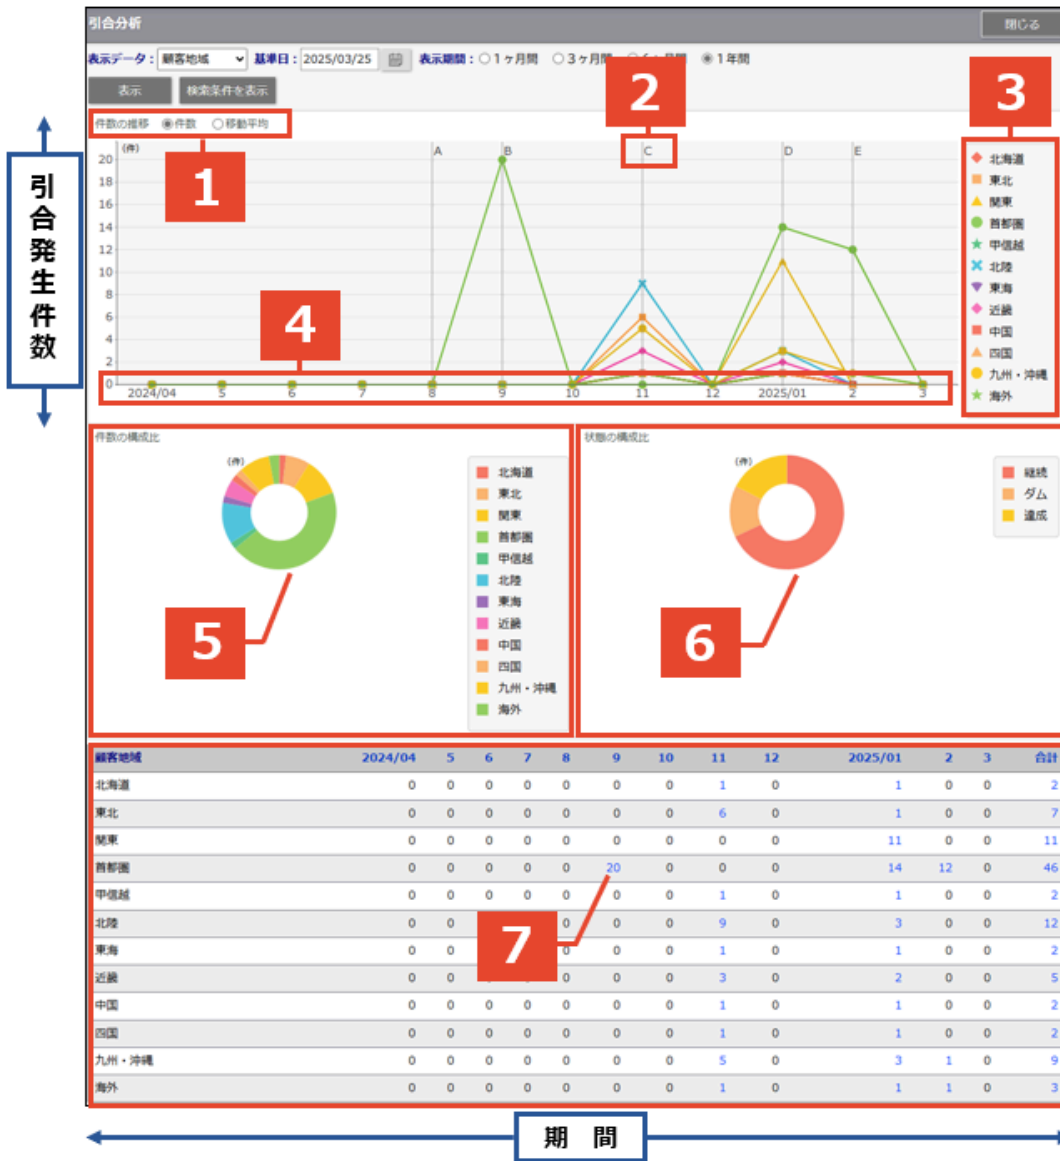 引合分析 閉じる
表示データ： 顧客地域 基準日： 2025/03/25 表示期間： 1ヶ月間 3ヶ月間 1年間
表示 検索条件を表示
件数の推移 件数 移動平均
1
2
3
引合発生件数
(件)
20
18
16
14
12
10
8
6
4
2
0
A B C D E
4
2024/04 5 6 7 8 9 10 11 12 2025/01 2 3
北海道
東北
関東
首都圏
甲信越
北陸
東海
近畿
中国
四国
九州・沖縄
海外
件数の構成比
(件)
5
北海道
東北
関東
首都圏
甲信越
北陸
東海
近畿
中国
四国
九州・沖縄
海外
状態の構成比
(件)
6
継続
ダム
達成
顧客地域 2024/04 5 6 7 8 9 10 11 12 2025/01 2 3 合計
北海道 0 0 0 0 0 0 0 1 0 1 0 0 2
東北 0 0 0 0 0 0 0 6 0 1 0 0 7
関東 0 0 0 0 0 0 0 0 0 11 0 0 11
首都圏 0 0 0 0 0 20 0 0 0 14 12 0 46
甲信越 0 0 0 0 0 0 0 1 0 1 0 0 2
北陸 0 0 0 0 0 9 0 3 0 0 12
東海 0 0 0 0 0 1 0 1 0 0 2
近畿 0 0 0 0 0 3 0 2 0 0 5
7
中国 0 0 0 0 0 0 0 1 0 1 0 0 2
四国 0 0 0 0 0 0 0 1 0 1 0 0 2
九州・沖縄 0 0 0 0 0 0 0 5 0 3 1 0 9
海外 0 0 0 0 0 0 0 1 0 1 1 0 3
期 間